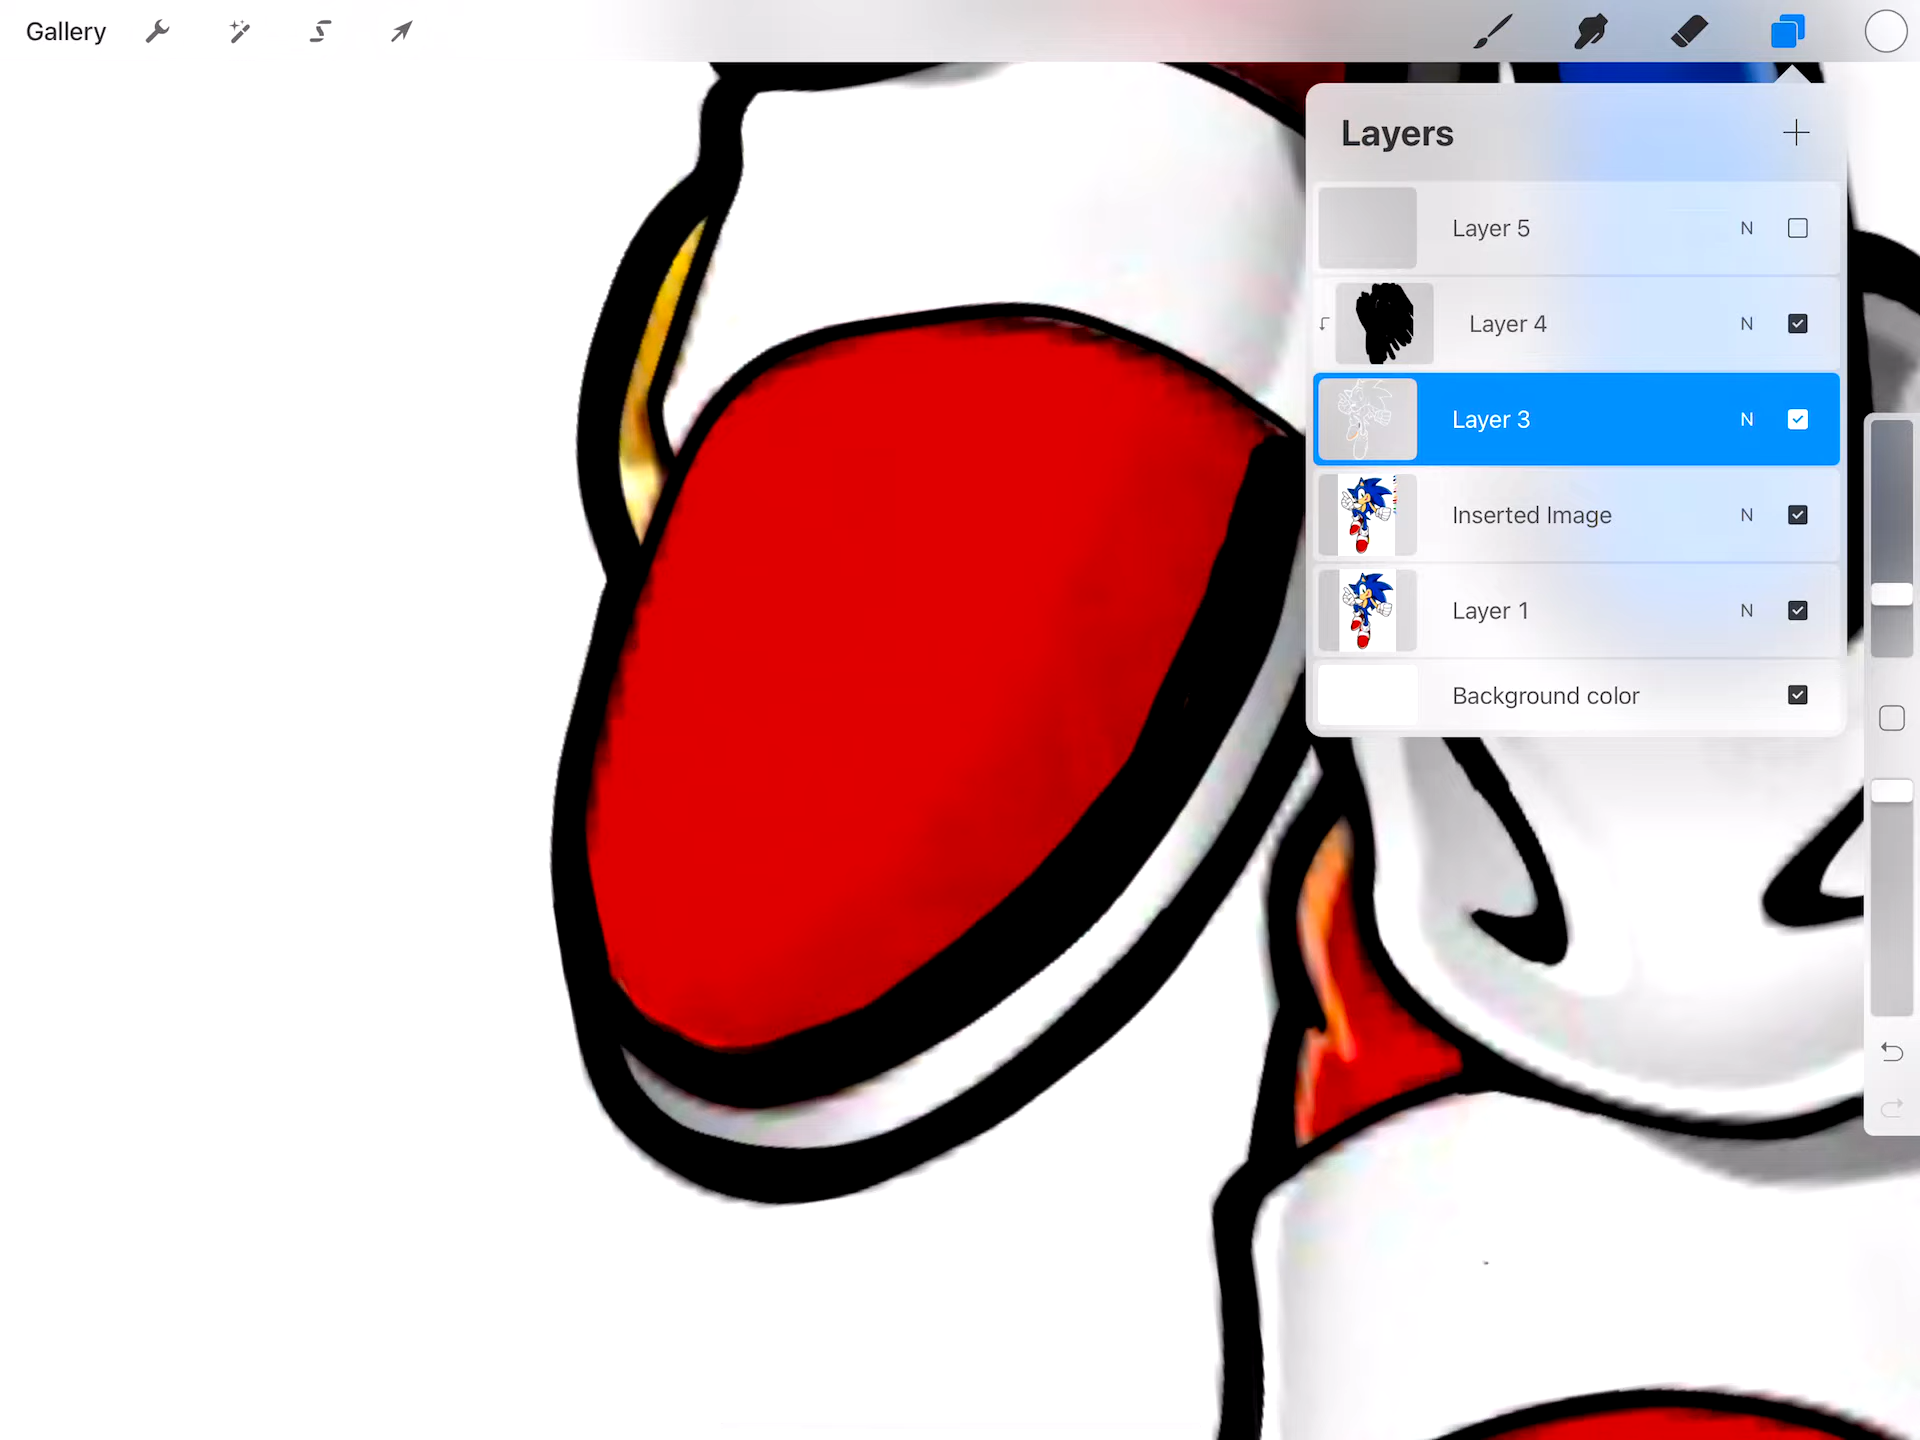 Gallery
Layers
Layer 5 N
Layer 4 N
Layer 3 N
Inserted Image N
Layer 1 N
Background color